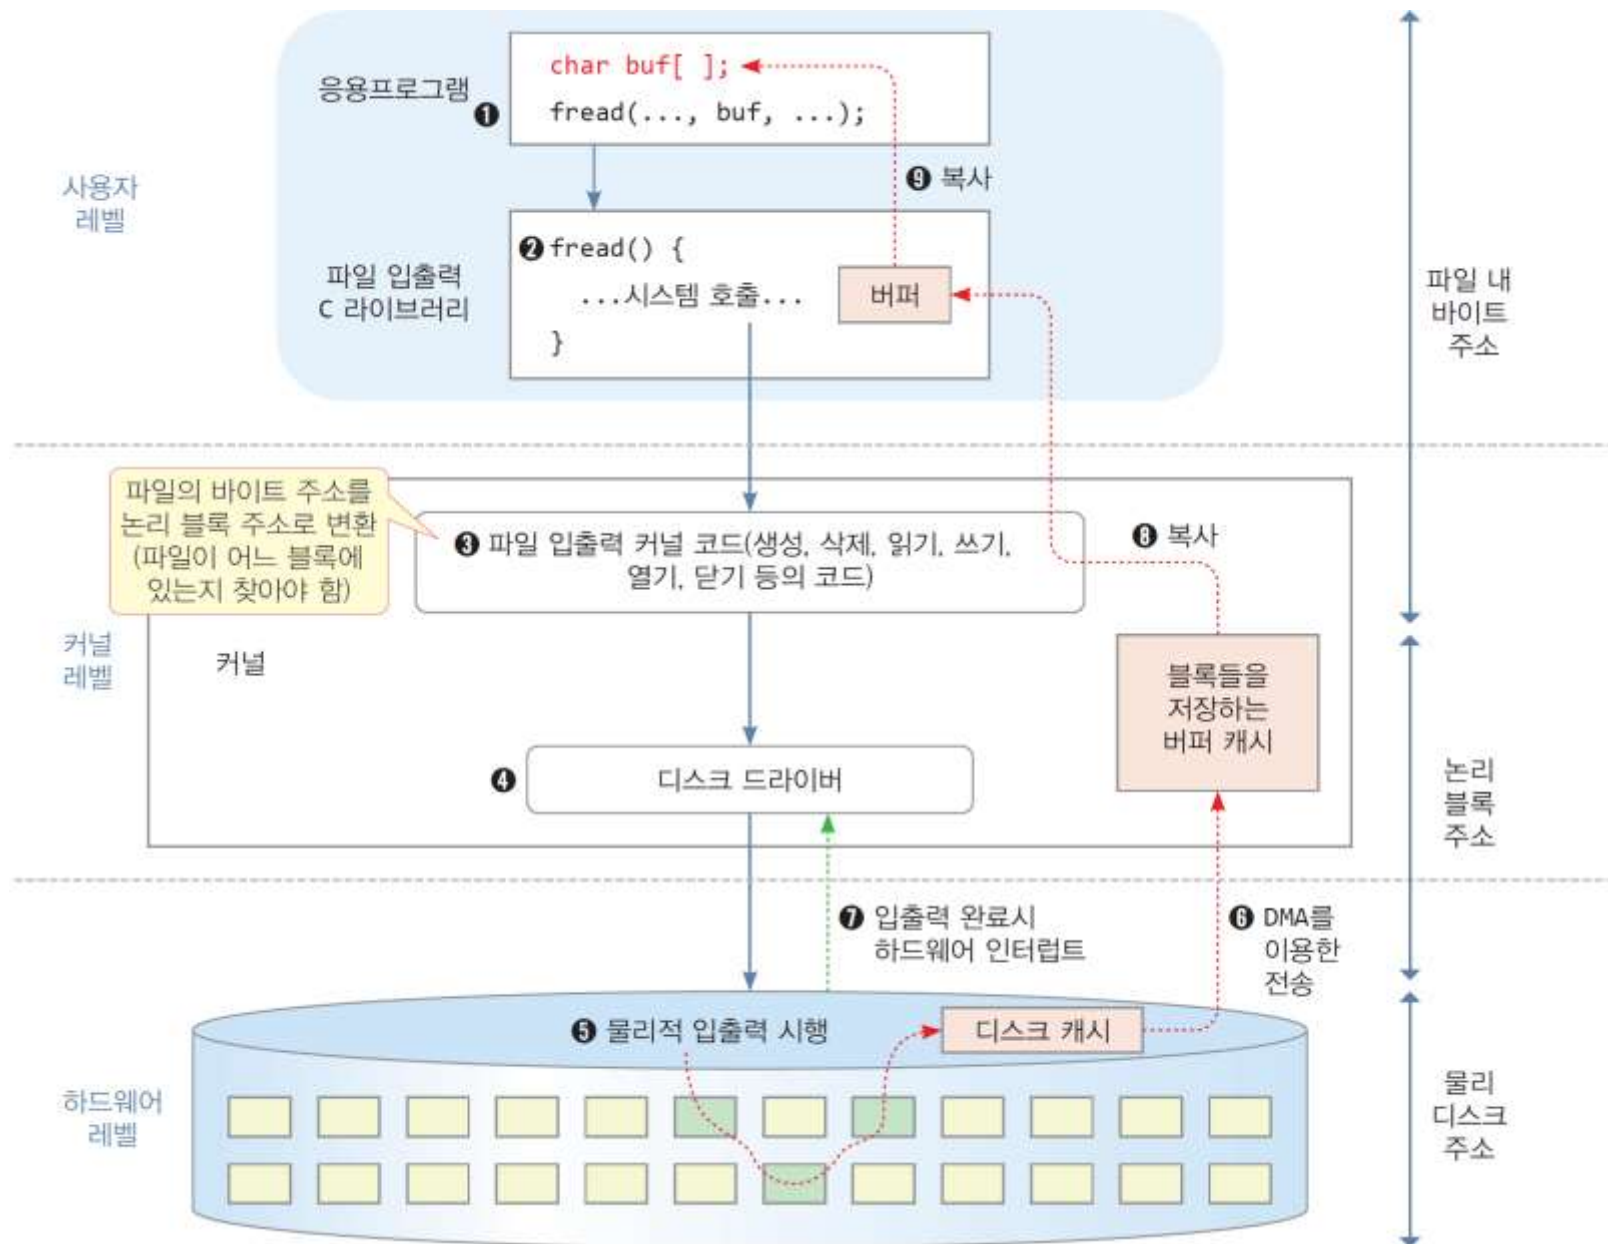 char buf[ ];
응용프로그램
❶
fread(..., buf, ...);
❾ 복사
사용자
레벨
❷ fread() {
파일 입출력
C 라이브러리
...시스템 호출...
버퍼
}
파일 내
바이트
주소
파일의 바이트 주소를
논리 블록 주소로 변환
(파일이 어느 블록에
있는지 찾아야 함)
❸ 파일 입출력 커널 코드(생성, 삭제, 읽기, 쓰기,
열기, 닫기 등의 코드)
❽ 복사
커널
레벨
커널
블록들을
저장하는
버퍼 캐시
❹
디스크 드라이버
논리
블록
주소
❼ 입출력 완료시
하드웨어 인터럽트
❻ DMA를
이용한
전송
❺ 물리적 입출력 시행
디스크 캐시
하드웨어
레벨
물리
디스크
주소